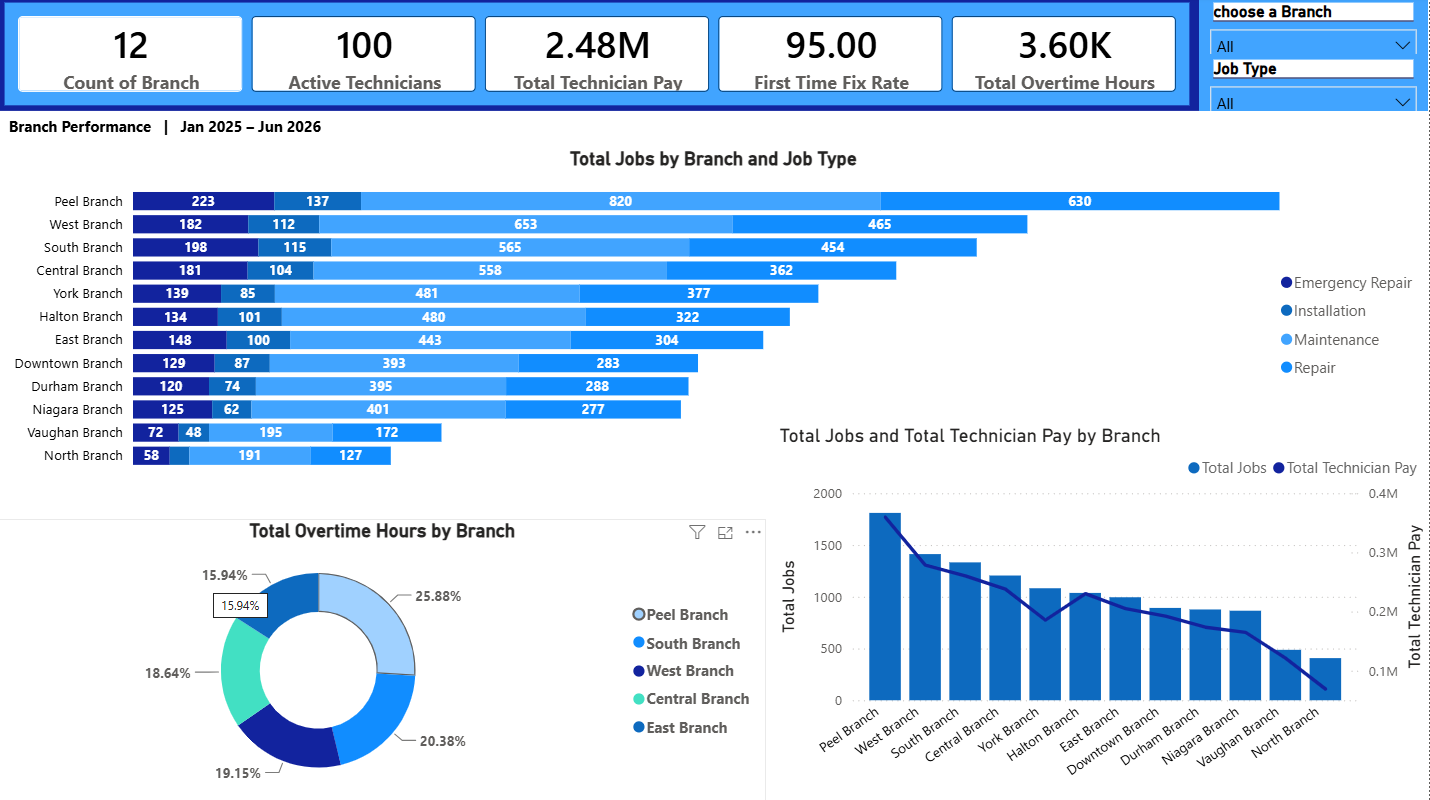 12
Count of Branch
100
Active Technicians
2.48M
Total Technician Pay
95.00
First Time Fix Rate
3.60K
Total Overtime Hours
choose a Branch
All
Job Type
All
Branch Performance | Jan 2025 – Jun 2026
Total Jobs by Branch and Job Type
Peel Branch 223 137 820 630
West Branch 182 112 653 465
South Branch 198 115 565 454
Central Branch 181 104 558 362
York Branch 139 85 481 377
Halton Branch 134 101 480 322
East Branch 148 100 443 304
Downtown Branch 129 87 393 283
Durham Branch 120 74 395 288
Niagara Branch 125 62 401 277
Vaughan Branch 72 48 195 172
North Branch 58 191 127
Emergency Repair
Installation
Maintenance
Repair
Total Overtime Hours by Branch
15.94%
15.94%
25.88%
18.64%
20.38%
19.15%
Peel Branch
South Branch
West Branch
Central Branch
East Branch
Total Jobs and Total Technician Pay by Branch
Total Jobs Total Technician Pay
2000
1500
1000
500
0
Total Jobs
0.4M
0.3M
0.2M
0.1M
Total Technician Pay
Peel Branch
West Branch
South Branch
Central Branch
York Branch
Halton Branch
East Branch
Downtown Branch
Durham Branch
Niagara Branch
Vaughan Branch
North Branch